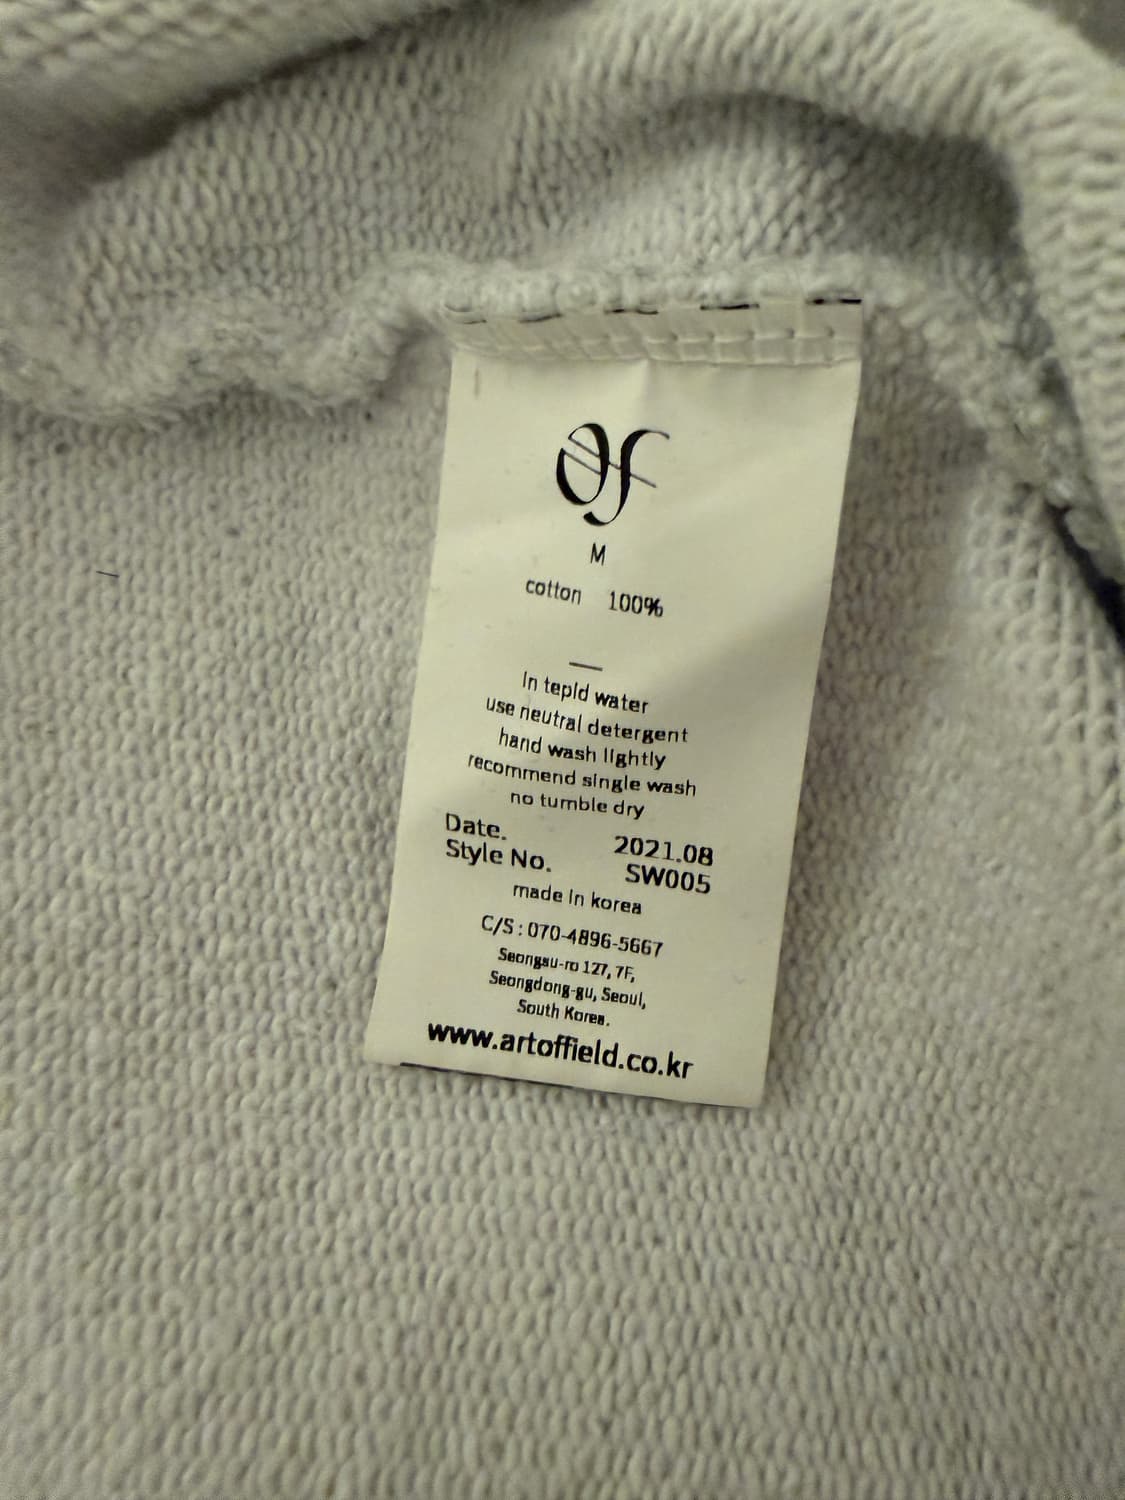 M
cotton 100%
In tepid water
use neutral detergent
hand wash lightly
recommend single wash
no tumble dry
Date. 2021.08
Style No. SW005
made in korea
C/S : 070-4896-5667
Seongsu-ro 127, 7F,
Seongdong-gu, Seoul,
South Korea.
www.artoffield.co.kr